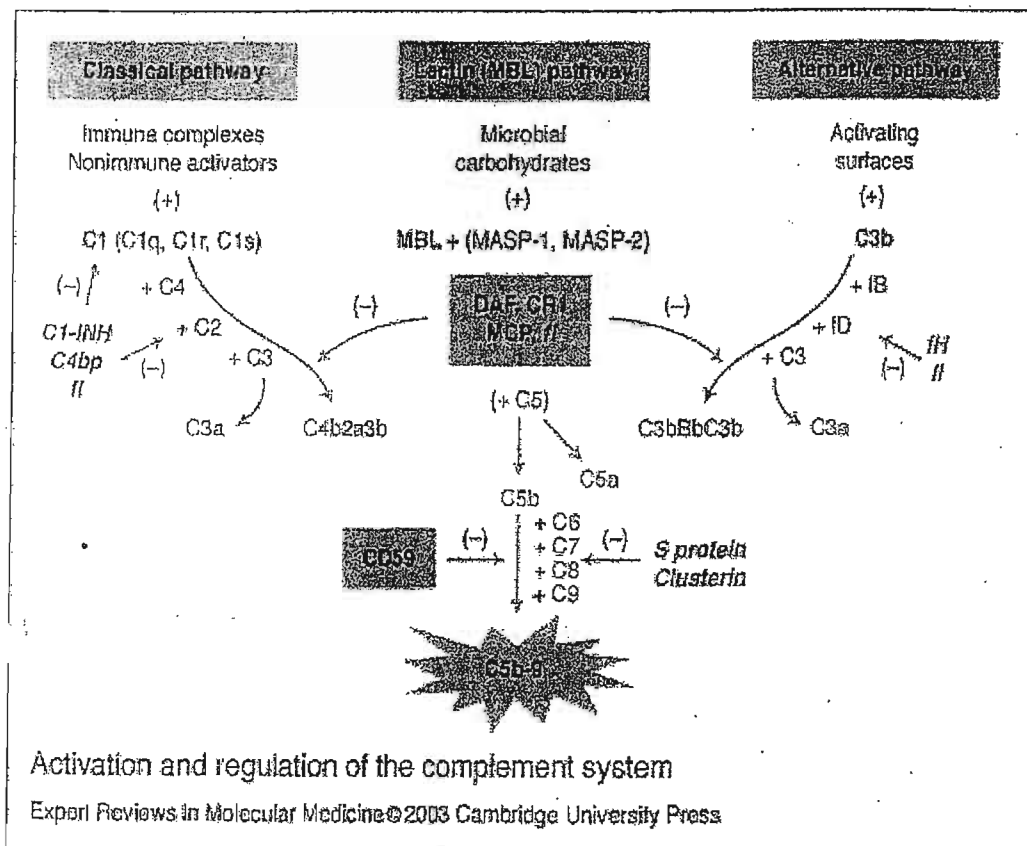 Classical pathway
Lectin (MBL) pathway
Alternative pathway
Immune complexes
Nonimmune activators
Microbial
carbohydrates
Activating
surfaces
(+)
(+)
(+)
C1 (C1q, C1r, C1s)
MBL + (MASP-1, MASP-2)
C3b
(–)
+ C4
+ C2
+ C3
C1-INH
C4bp
fI
(–)
C3a
C4b2a3b
(–)
DAF, CR1
MCP, fI
(–)
+ fB
+ fD
+ C3
(–)
fH
fI
C3bBbC3b
C3a
(+ C5)
C5a
C5b
CD59
(–)
+ C6
+ C7
+ C8
+ C9
(–)
S protein
Clusterin
C5b-9
Activation and regulation of the complement system
Expert Reviews in Molecular Medicine©2003 Cambridge University Press